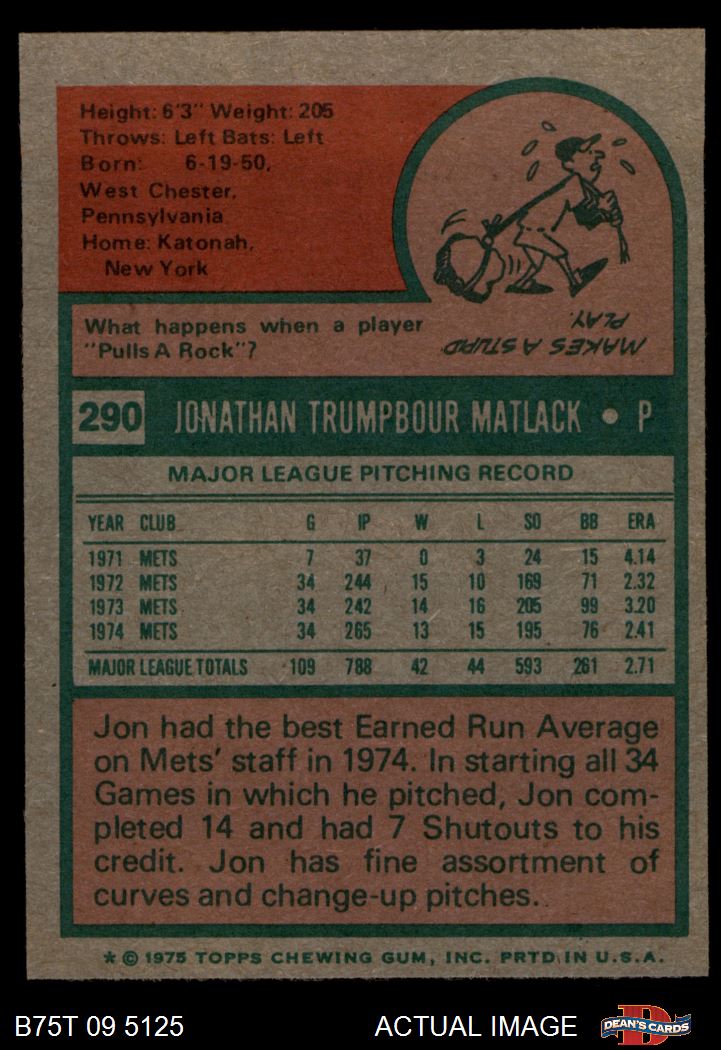 Height: 6'3" Weight: 205
Throws: Left Bats: Left
Born: 6-19-50,
West Chester,
Pennsylvania
Home: Katonah,
New York
What happens when a player
"Pulls A Rock"?
MAKES A STUPID
PLAY.
290 JONATHAN TRUMPBOUR MATLACK • P
MAJOR LEAGUE PITCHING RECORD
YEAR CLUB G IP W L SO BB ERA
1971 METS 7 37 0 3 24 15 4.14
1972 METS 34 244 15 10 169 71 2.32
1973 METS 34 242 14 16 205 99 3.20
1974 METS 34 265 13 15 195 76 2.41
MAJOR LEAGUE TOTALS 109 788 42 44 593 261 2.71
Jon had the best Earned Run Average
on Mets' staff in 1974. In starting all 34
Games in which he pitched, Jon com-
pleted 14 and had 7 Shutouts to his
credit. Jon has fine assortment of
curves and change-up pitches.
* © 1975 TOPPS CHEWING GUM, INC. PRTD. IN U.S.A.
B75T 09 5125 ACTUAL IMAGE DEAN'S CARDS